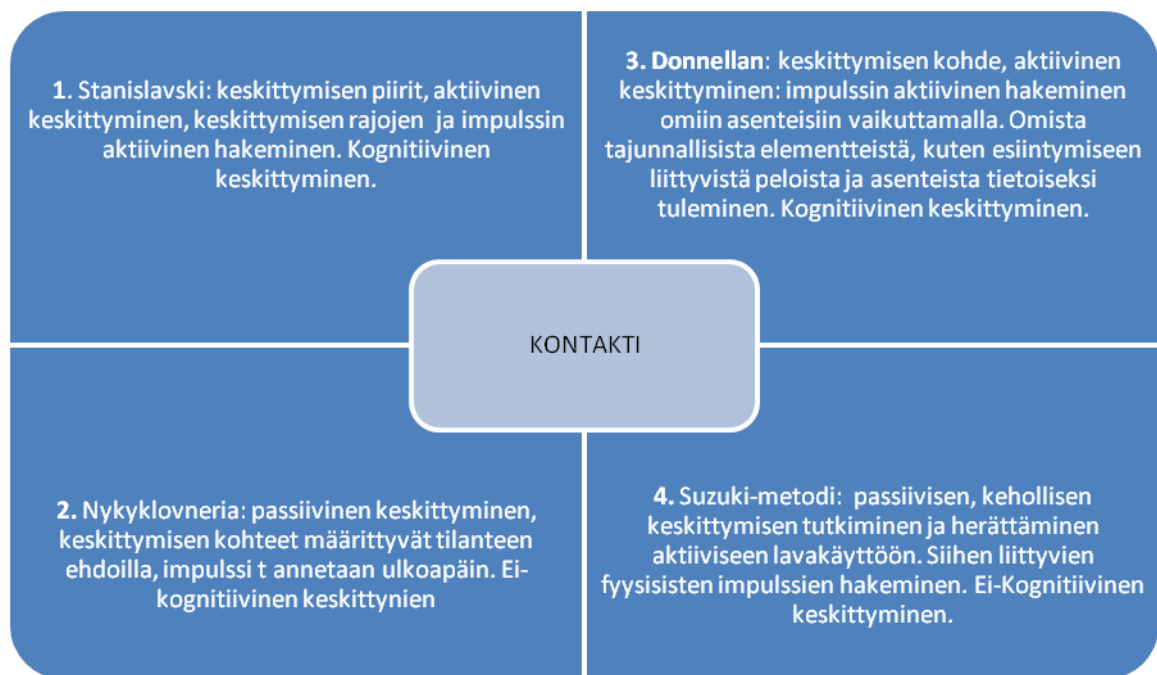 1. Stanislavski: keskittymisen piirit, aktiivinen
keskittyminen, keskittymisen rajojen ja impulssin
aktiivinen hakeminen. Kognitiivinen
keskittyminen.
3. Donnellan: keskittymisen kohde, aktiivinen
keskittyminen: impulssin aktiivinen hakeminen
omiin asenteisiin vaikuttamalla. Omista
tajunnallisista elementteistä, kuten esiintymiseen
liittyvistä peloista ja asenteista tietoiseksi
tuleminen. Kognitiivinen keskittyminen.
KONTAKTI
2. Nykyklovneria: passiivinen keskittyminen,
keskittymisen kohteet määrittyvät tilanteen
ehdoilla, impulssi t annetaan ulkoapäin. Ei-
kognitiivinen keskittynien
4. Suzuki-metodi: passiivisen, kehollisen
keskittymisen tutkiminen ja herättäminen
aktiiviseen lavakäyttöön. Siihen liittyvien
fyysisisten impulssien hakeminen. Ei-Kognitiivinen
keskittyminen.